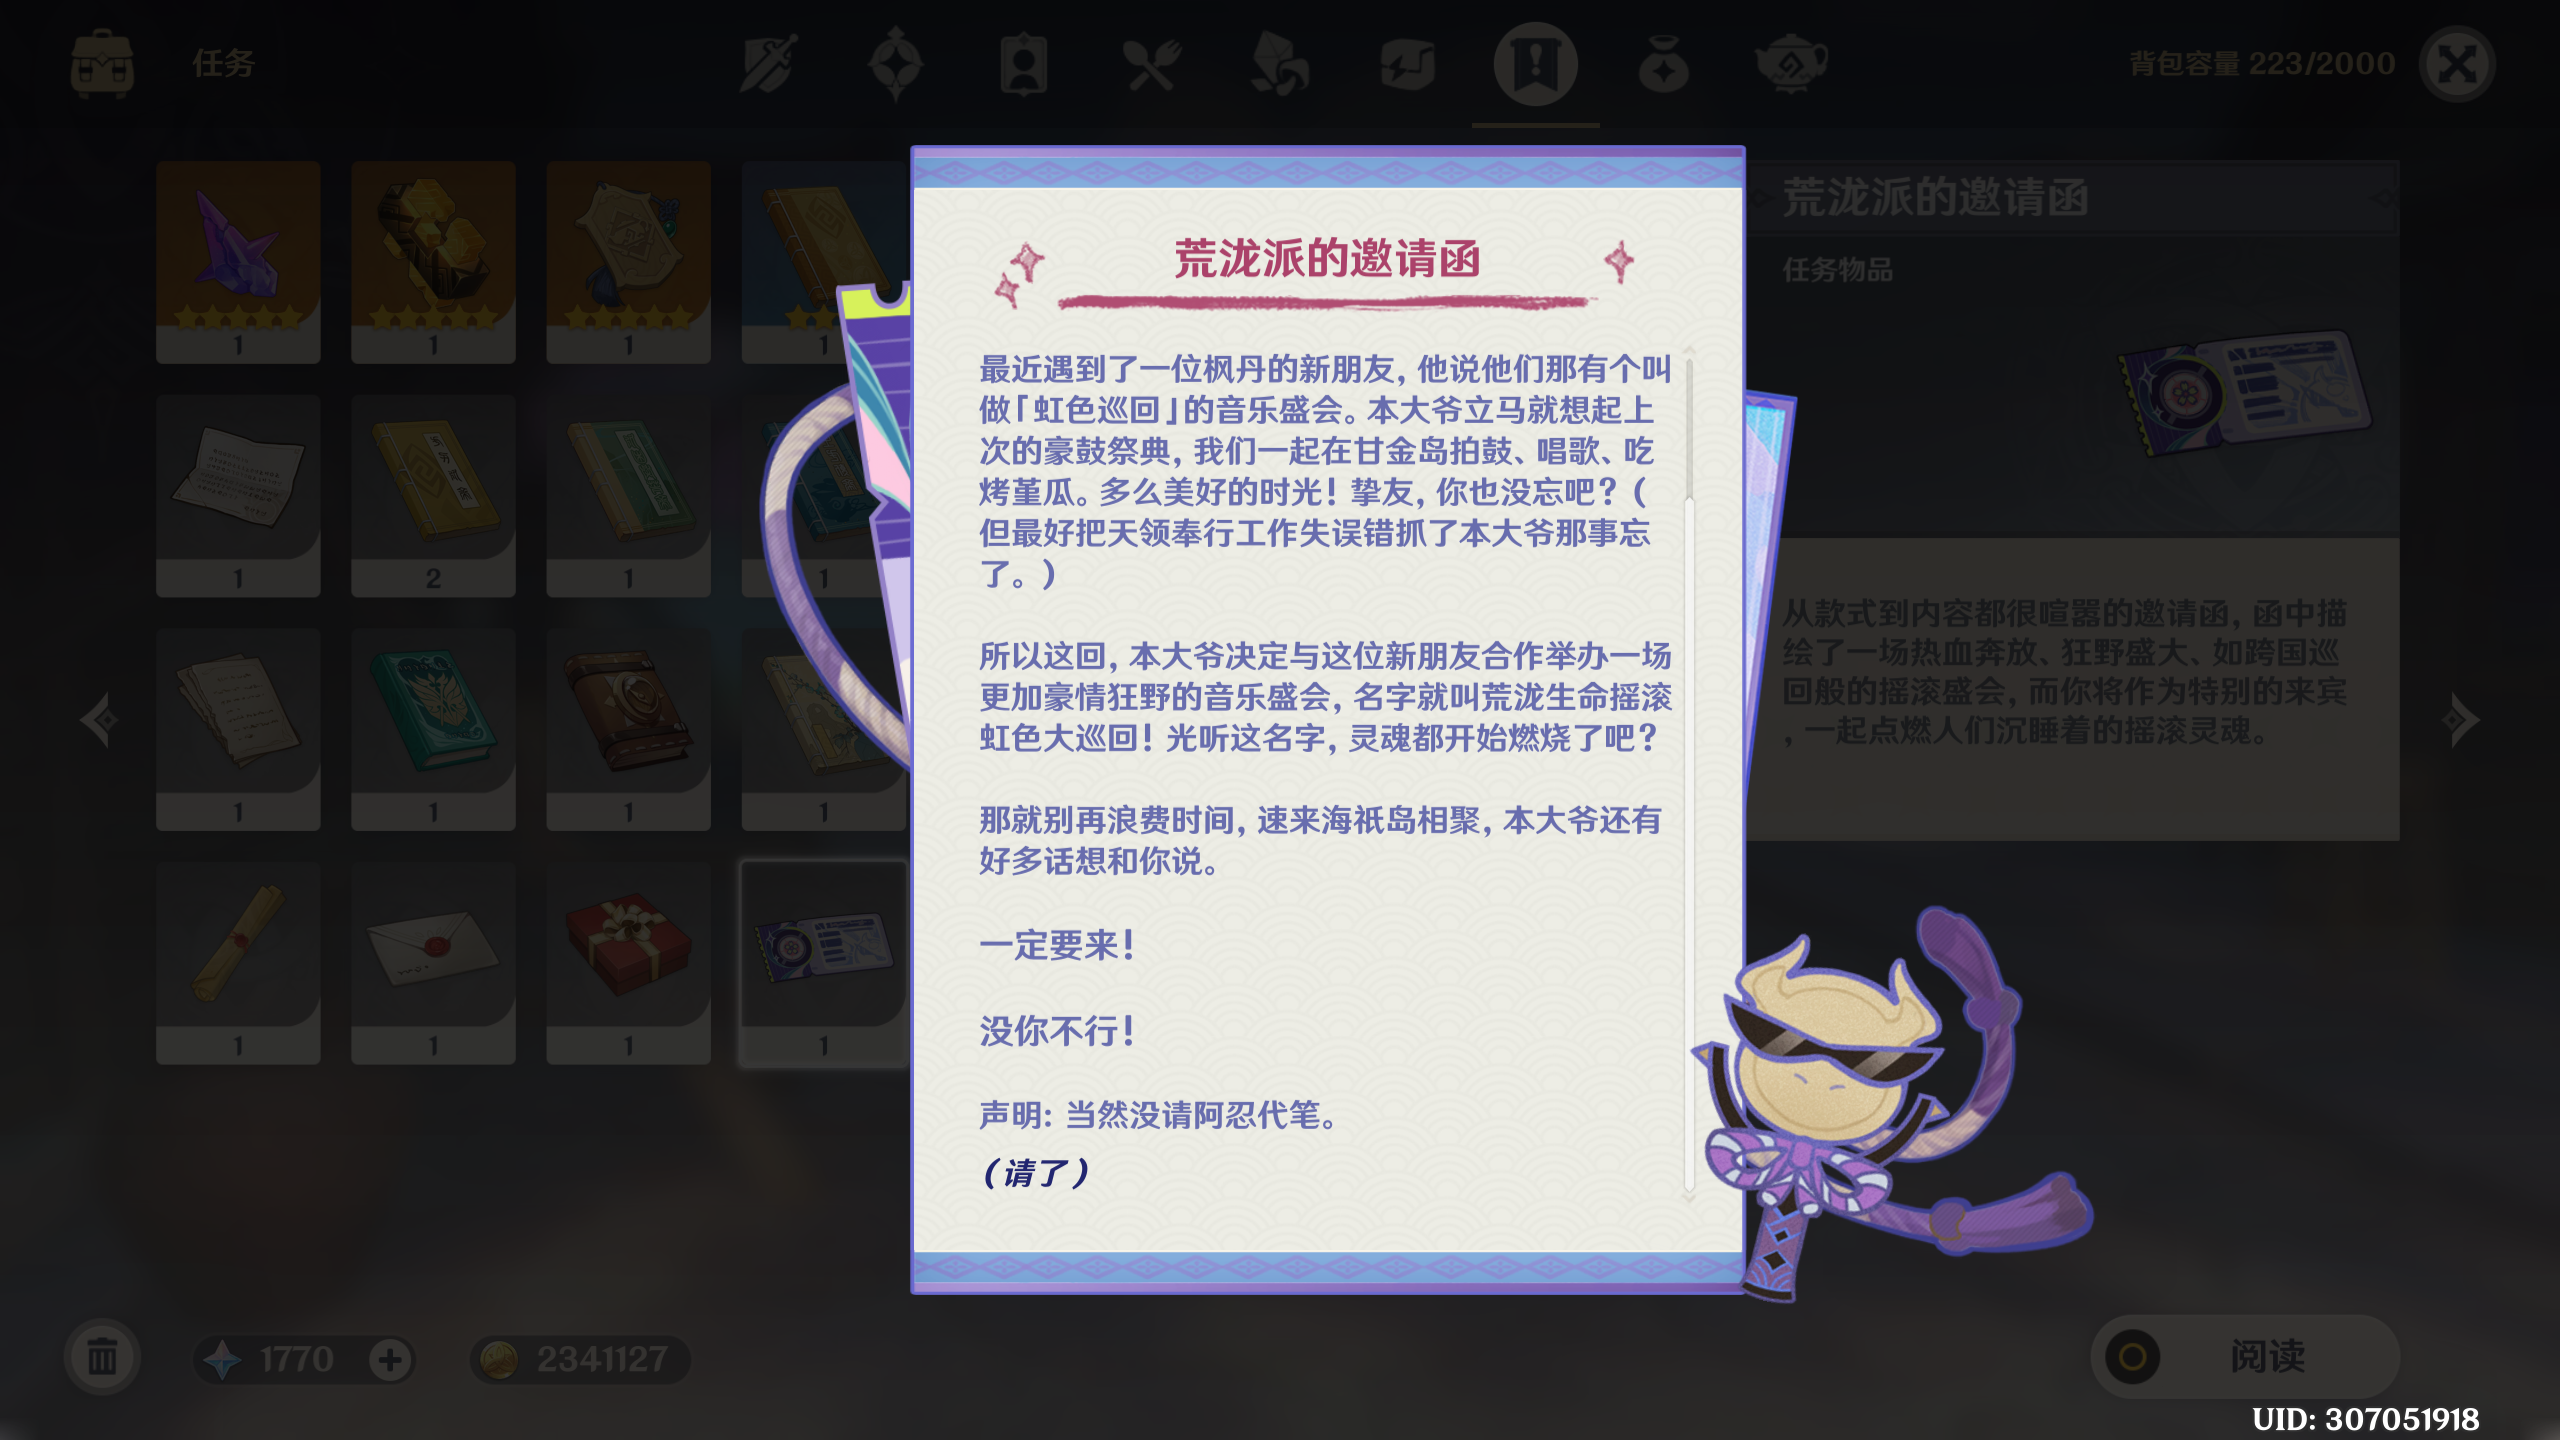 任务
背包容量 223/2000
荒泷派的邀请函
任务物品
从款式到内容都很喧嚣的邀请函，函中描
绘了一场热血奔放、狂野盛大、如跨国巡
回般的摇滚盛会，而你将作为特别的来宾
，一起点燃人们沉睡着的摇滚灵魂。
荒泷派的邀请函
最近遇到了一位枫丹的新朋友，他说他们那有个叫
做「虹色巡回」的音乐盛会。本大爷立马就想起上
次的豪鼓祭典，我们一起在甘金岛拍鼓、唱歌、吃
烤堇瓜。多么美好的时光！挚友，你也没忘吧？（
但最好把天领奉行工作失误错抓了本大爷那事忘
了。）
所以这回，本大爷决定与这位新朋友合作举办一场
更加豪情狂野的音乐盛会，名字就叫荒泷生命摇滚
虹色大巡回！光听这名字，灵魂都开始燃烧了吧？
那就别再浪费时间，速来海祇岛相聚，本大爷还有
好多话想和你说。
一定要来！
没你不行！
声明：当然没请阿忍代笔。
（请了）
1
1
1
1
1
2
1
1
1
1
1
1
1
1
1
1
1770
2341127
阅读
UID: 307051918